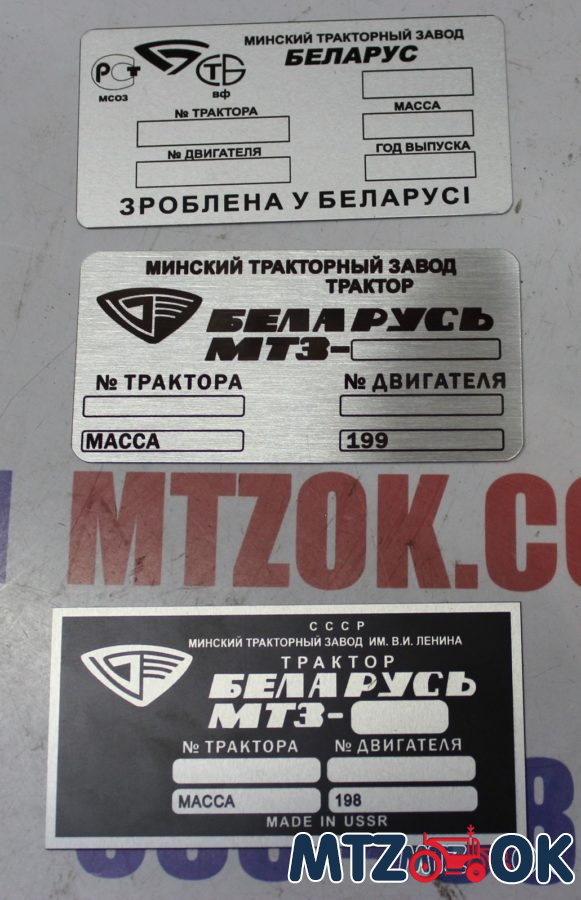 МИНСКИЙ ТРАКТОРНЫЙ ЗАВОД
БЕЛАРУС
РСТ
МСОЗ
СТБ
вф
№ ТРАКТОРА
МАССА
№ ДВИГАТЕЛЯ
ГОД ВЫПУСКА
ЗРОБЛЕНА У БЕЛАРУСІ
МИНСКИЙ ТРАКТОРНЫЙ ЗАВОД
ТРАКТОР
БЕЛАРУСЬ
МТЗ-
№ ТРАКТОРА
№ ДВИГАТЕЛЯ
МАССА
199
MTZOK.CO
СССР
МИНСКИЙ ТРАКТОРНЫЙ ЗАВОД ИМ. В.И. ЛЕНИНА
ТРАКТОР
БЕЛАРУСЬ
МТЗ-
№ ТРАКТОРА
№ ДВИГАТЕЛЯ
МАССА
198
MADE IN USSR
MTZ OK